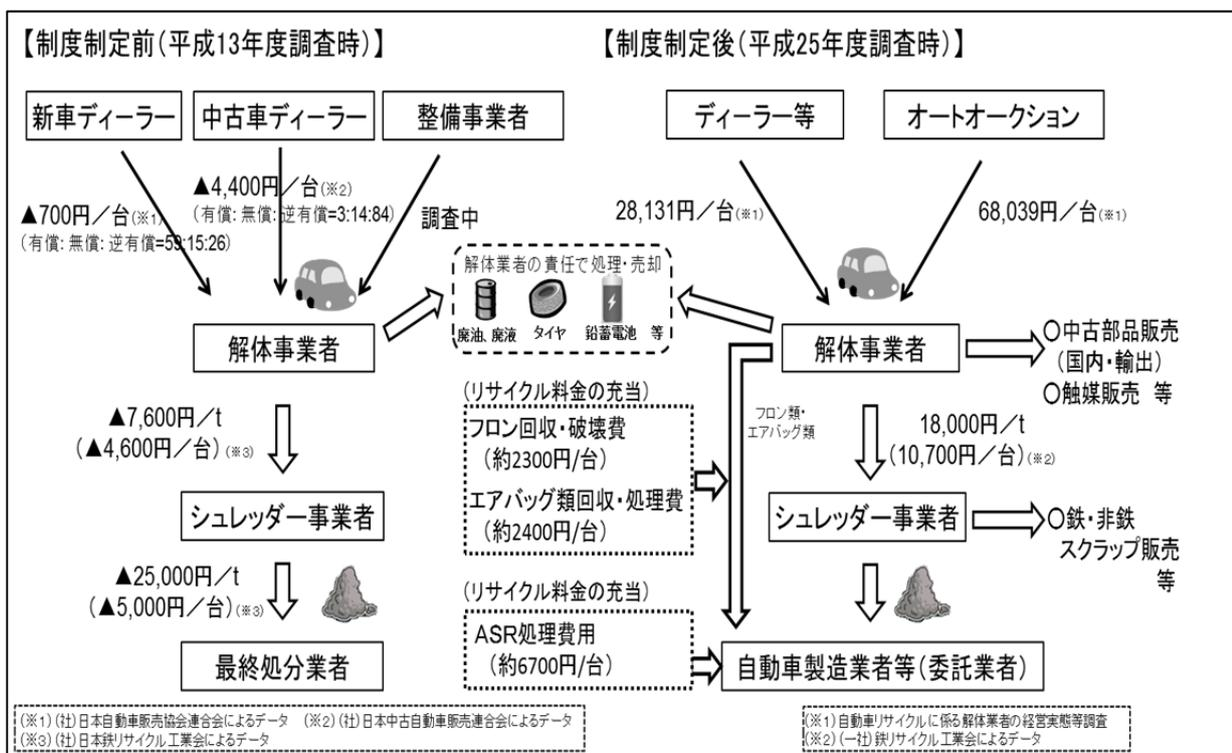 【制度制定前(平成13年度調査時)】
新車ディーラー
中古車ディーラー
整備事業者
▲700円/台(※1)
(有償:無償:逆有償=59:15:26)
▲4,400円/台(※2)
(有償:無償:逆有償=3:14:84)
調査中
解体業者の責任で処理・売却
廃油、廃液
タイヤ
鉛蓄電池
等
解体事業者
▲7,600円/t
(▲4,600円/台)(※3)
シュレッダー事業者
▲25,000円/t
(▲5,000円/台)(※3)
最終処分業者
(※1)(社)日本自動車販売協会連合会によるデータ (※2)(社)日本中古自動車販売連合会によるデータ
(※3)(社)日本鉄リサイクル工業会によるデータ
【制度制定後(平成25年度調査時)】
ディーラー等
オートオークション
28,131円/台(※1)
68,039円/台(※1)
解体事業者
○中古部品販売
(国内・輸出)
○触媒販売 等
フロン類・
エアバッグ類
(リサイクル料金の充当)
フロン回収・破壊費
(約2300円/台)
エアバッグ類回収・処理費
(約2400円/台)
18,000円/t
(10,700円/台)(※2)
シュレッダー事業者
○鉄・非鉄
スクラップ販売
等
(リサイクル料金の充当)
ASR処理費用
(約6700円/台)
自動車製造業者等(委託業者)
(※1)自動車リサイクルに係る解体業者の経営実態等調査
(※2)(一社)鉄リサイクル工業会によるデータ